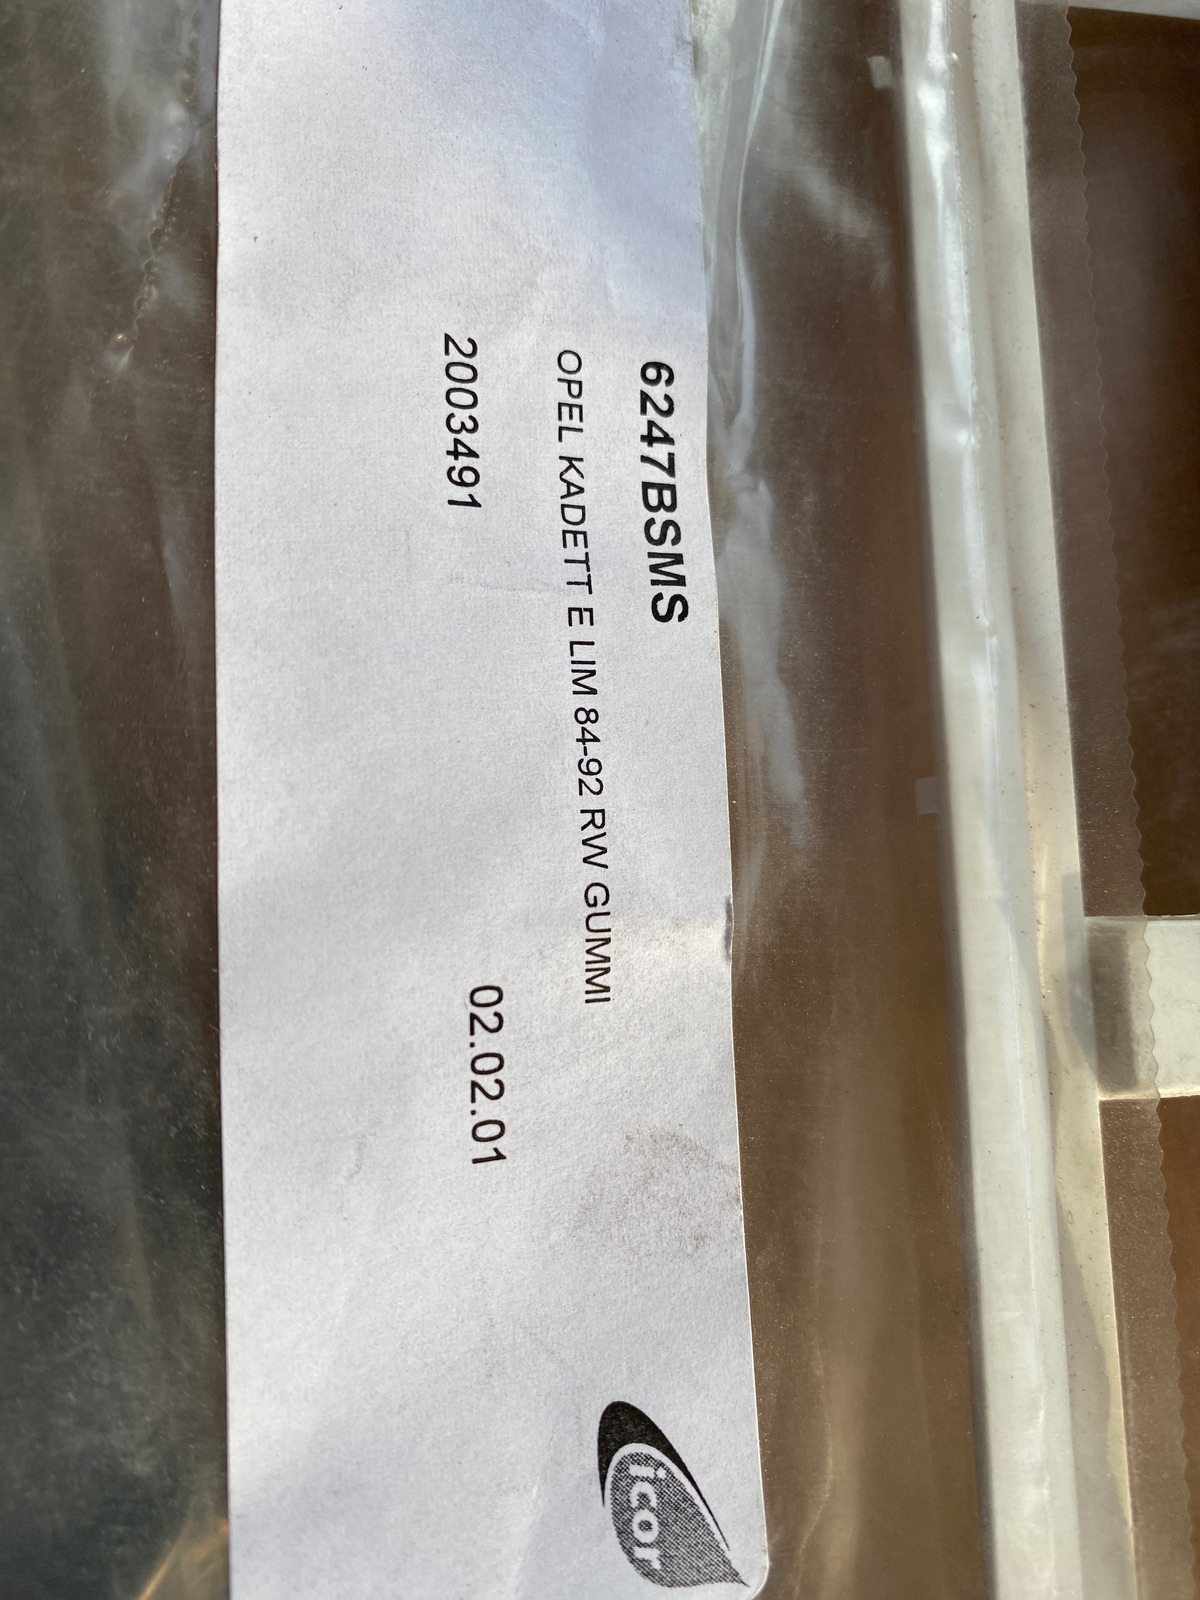 6247BSMS
OPEL KADETT E LIM 84-92 RW GUMMI
2003491 02.02.01
icor